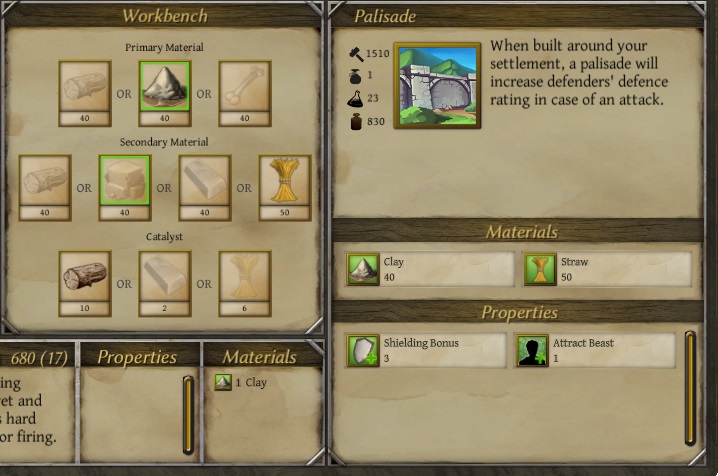 Workbench
Primary Material
40 OR 40 OR 40
Secondary Material
40 OR 40 OR 40 OR 50
Catalyst
10 OR 2 OR 6
680 (17)
ing
et and
s hard
or firing.
Properties
Materials
1 Clay
Palisade
1510
1
23
830
When built around your
settlement, a palisade will
increase defenders' defence
rating in case of an attack.
Materials
Clay
40
Straw
50
Properties
Shielding Bonus
3
Attract Beast
1